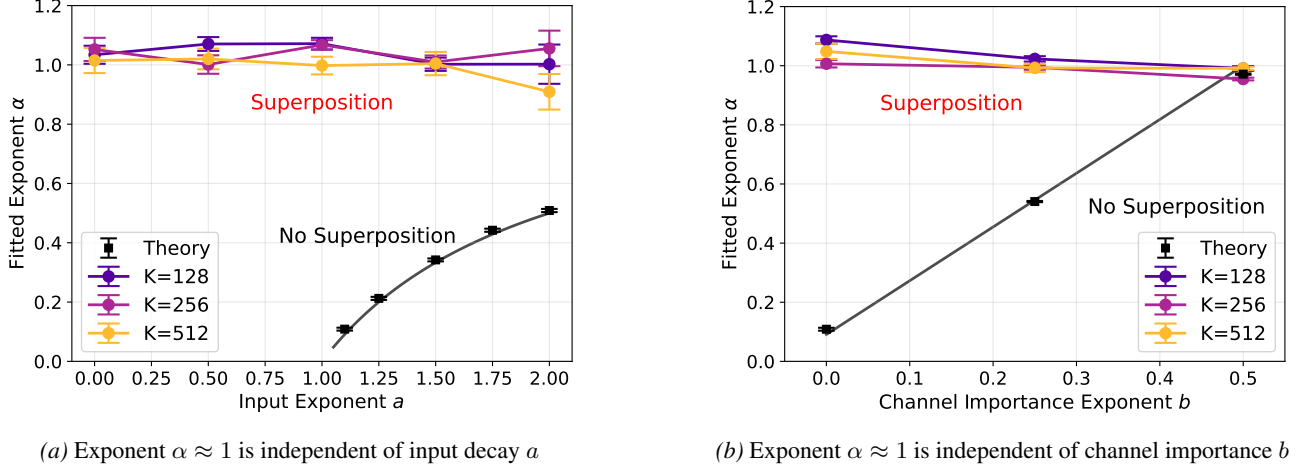 1.2
1.0
0.8
0.6
0.4
0.2
0.0
Fitted Exponent α
Superposition
No Superposition
Theory
K=128
K=256
K=512
0.00 0.25 0.50 0.75 1.00 1.25 1.50 1.75 2.00
Input Exponent a
(a) Exponent α ≈ 1 is independent of input decay a
1.2
1.0
0.8
0.6
0.4
0.2
0.0
Fitted Exponent α
Superposition
No Superposition
Theory
K=128
K=256
K=512
0.0 0.1 0.2 0.3 0.4 0.5
Channel Importance Exponent b
(b) Exponent α ≈ 1 is independent of channel importance b